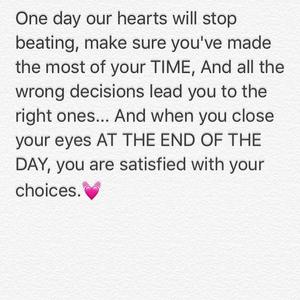 One day our hearts will stop
beating, make sure you've made
the most of your TIME, And all the
wrong decisions lead you to the
right ones... And when you close
your eyes AT THE END OF THE
DAY, you are satisfied with your
choices.💓